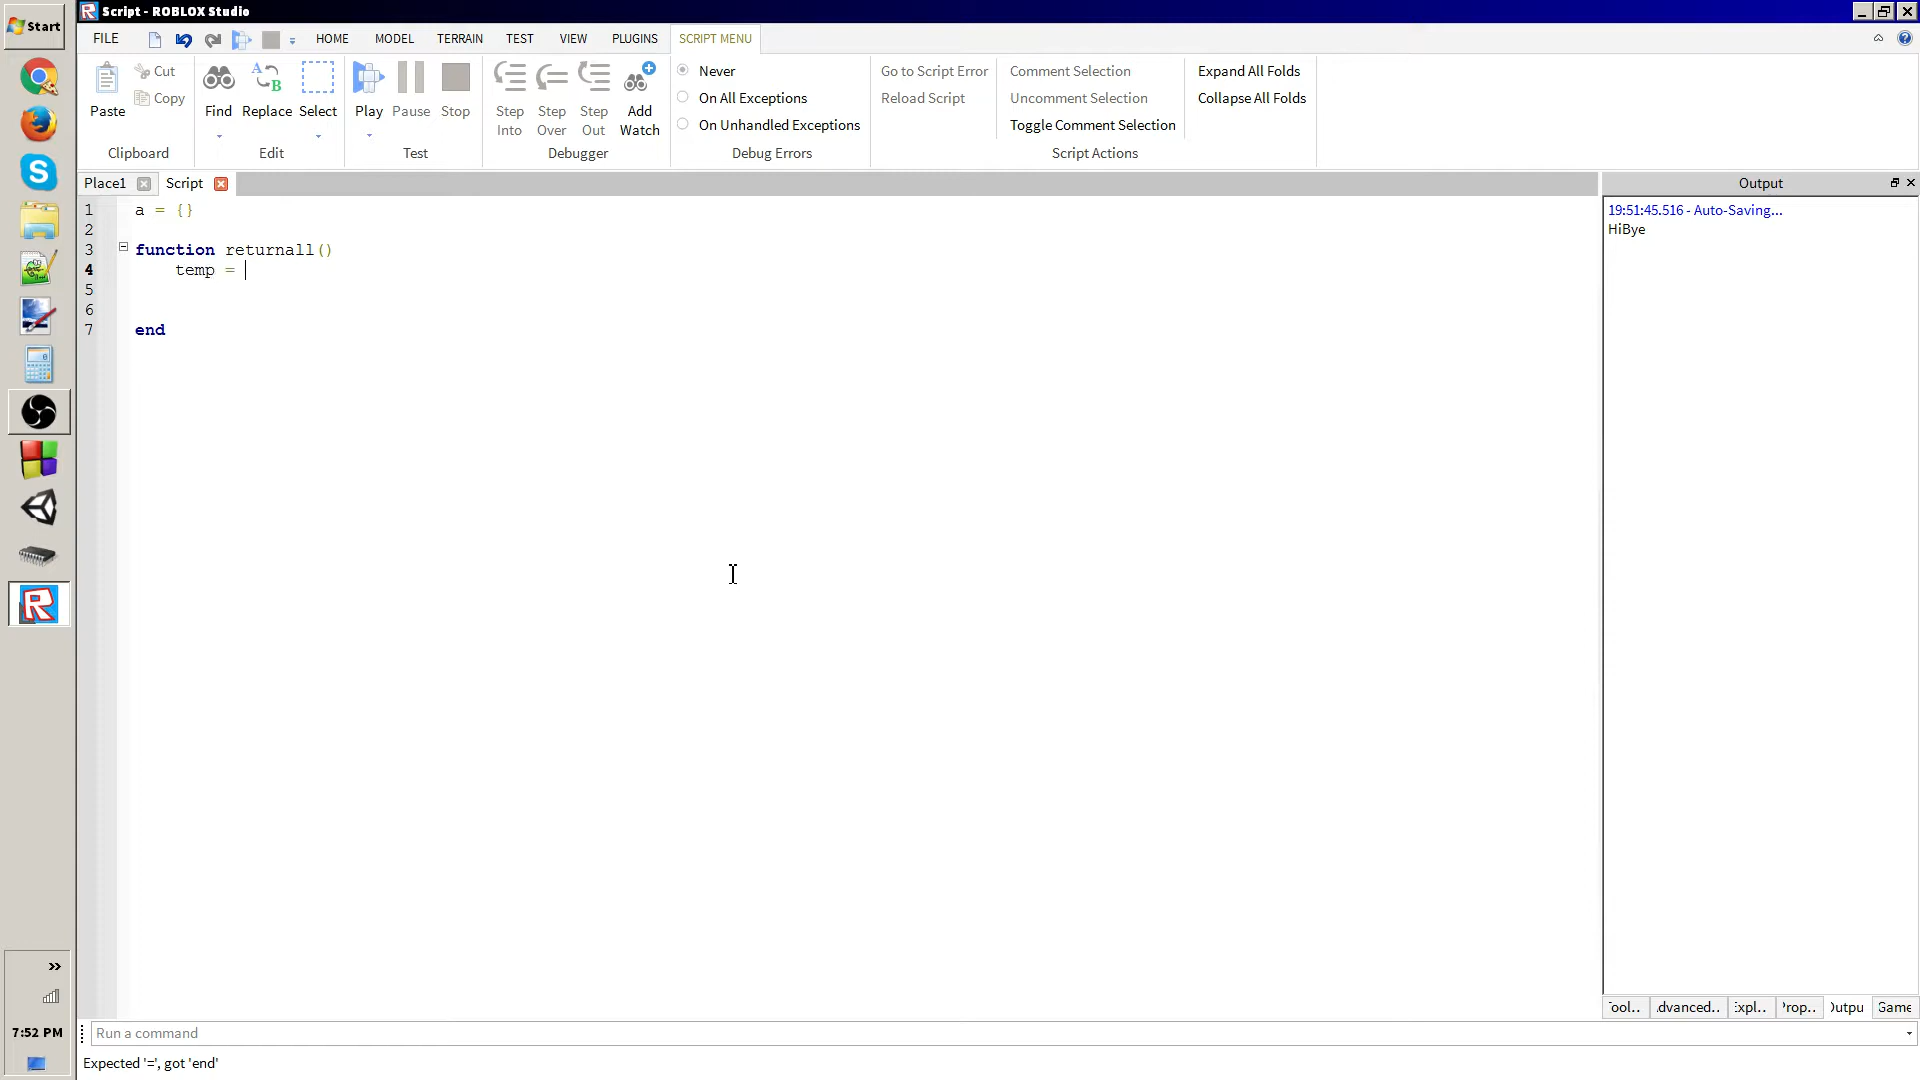 Start
Script - ROBLOX Studio
FILE HOME MODEL TERRAIN TEST VIEW PLUGINS SCRIPT MENU
Paste Cut Copy Clipboard
Find Replace Select Edit
Play Pause Stop Test
Step Into Step Over Step Out Add Watch Debugger
Never
On All Exceptions
On Unhandled Exceptions
Debug Errors
Go to Script Error
Reload Script
Comment Selection
Uncomment Selection
Toggle Comment Selection
Script Actions
Expand All Folds
Collapse All Folds
Place1 Script
Output
1 a = {}
2
3 function returnall()
4 temp =
5
6
7 end
19:51:45.516 - Auto-Saving...
HiBye
Game
Run a command
Expected '=', got 'end'
7:52 PM